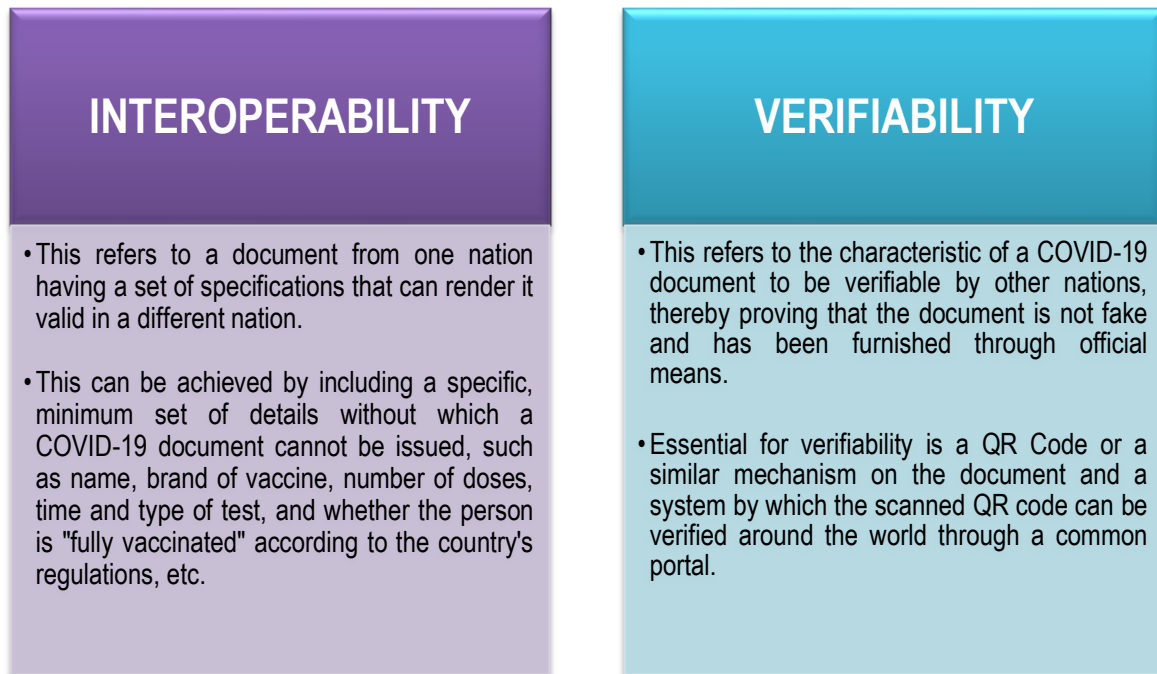 INTEROPERABILITY
• This refers to a document from one nation
having a set of specifications that can render it
valid in a different nation.
• This can be achieved by including a specific,
minimum set of details without which a
COVID-19 document cannot be issued, such
as name, brand of vaccine, number of doses,
time and type of test, and whether the person
is "fully vaccinated" according to the country's
regulations, etc.
VERIFIABILITY
• This refers to the characteristic of a COVID-19
document to be verifiable by other nations,
thereby proving that the document is not fake
and has been furnished through official
means.
• Essential for verifiability is a QR Code or a
similar mechanism on the document and a
system by which the scanned QR code can be
verified around the world through a common
portal.